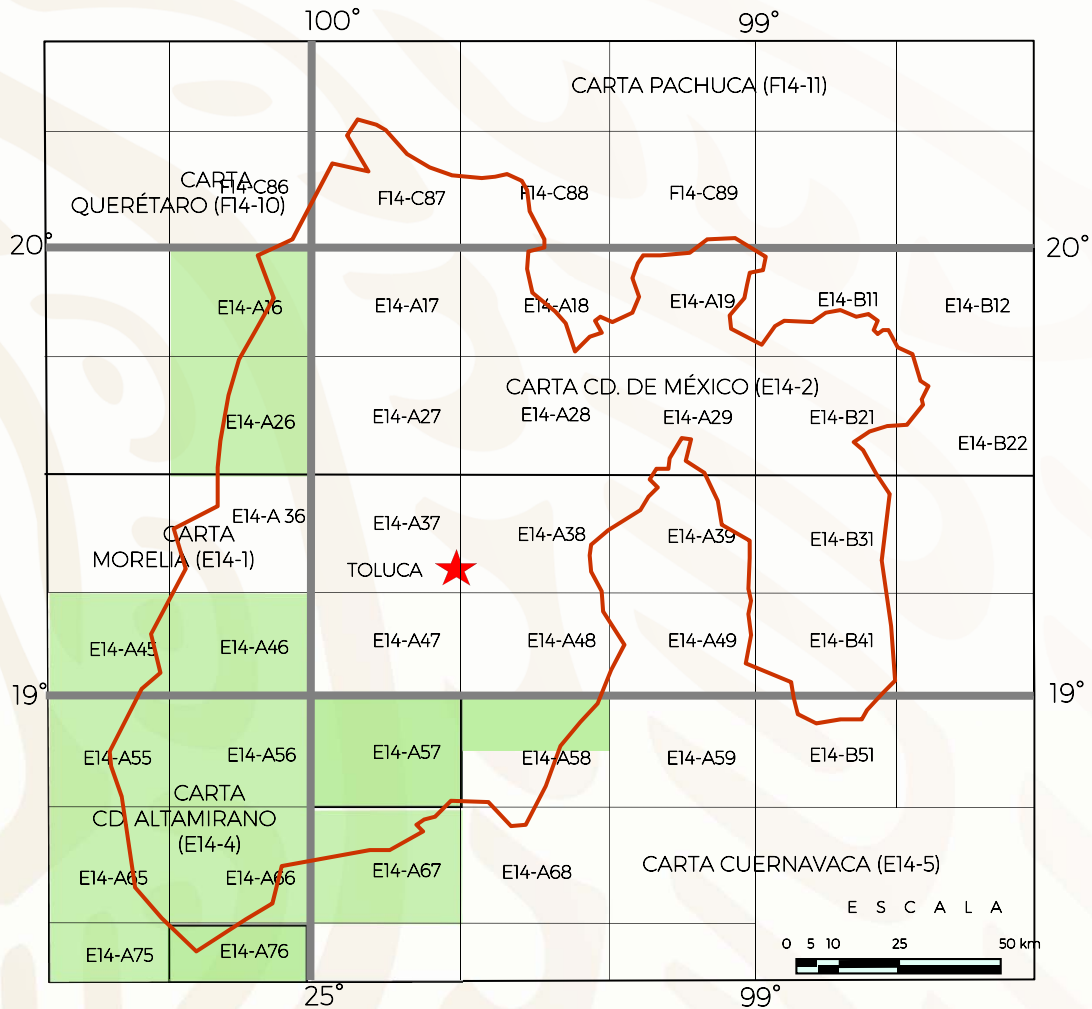 100°
99°
CARTA PACHUCA (F14-11)
CARTA
F14-C86
QUERÉTARO (F14-10)
F14-C87
F14-C88
F14-C89
20°
20°
E14-A16
E14-A17
E14-A18
E14-A19
E14-B11
E14-B12
CARTA CD. DE MÉXICO (E14-2)
E14-A26
E14-A27
E14-A28
E14-A29
E14-B21
E14-B22
E14-A 36
E14-A37
E14-A38
E14-A39
E14-B31
CARTA
MORELIA (E14-1)
TOLUCA
E14-A45
E14-A46
E14-A47
E14-A48
E14-A49
E14-B41
19°
19°
E14-A55
E14-A56
E14-A57
E14-A58
E14-A59
E14-B51
CARTA
CD. ALTAMIRANO
(E14-4)
E14-A65
E14-A66
E14-A67
E14-A68
CARTA CUERNAVACA (E14-5)
E S C A L A
E14-A75
E14-A76
0 5 10 25 50 km
25°
99°